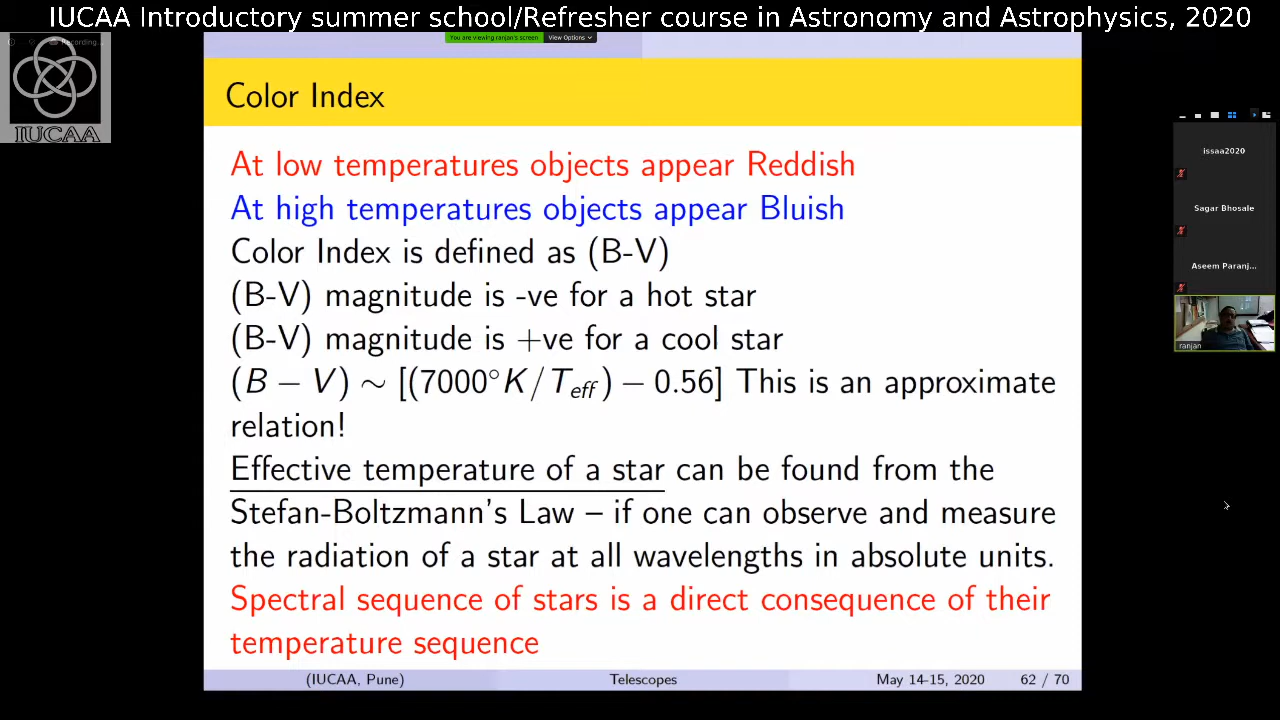 IUCAA Introductory summer school/Refresher course in Astronomy and Astrophysics, 2020
You are viewing ranjan's screen View Options
Recording...
IUCAA
Color Index
At low temperatures objects appear Reddish
At high temperatures objects appear Bluish
Color Index is defined as (B-V)
(B-V) magnitude is -ve for a hot star
(B-V) magnitude is +ve for a cool star
(B − V) ∼ [(7000°K/T_eff) − 0.56] This is an approximate
relation!
Effective temperature of a star can be found from the
Stefan-Boltzmann's Law – if one can observe and measure
the radiation of a star at all wavelengths in absolute units.
Spectral sequence of stars is a direct consequence of their
temperature sequence
(IUCAA, Pune) Telescopes May 14-15, 2020 62 / 70
issaa2020
Sagar Bhosale
Aseem Paranj...
ranjan